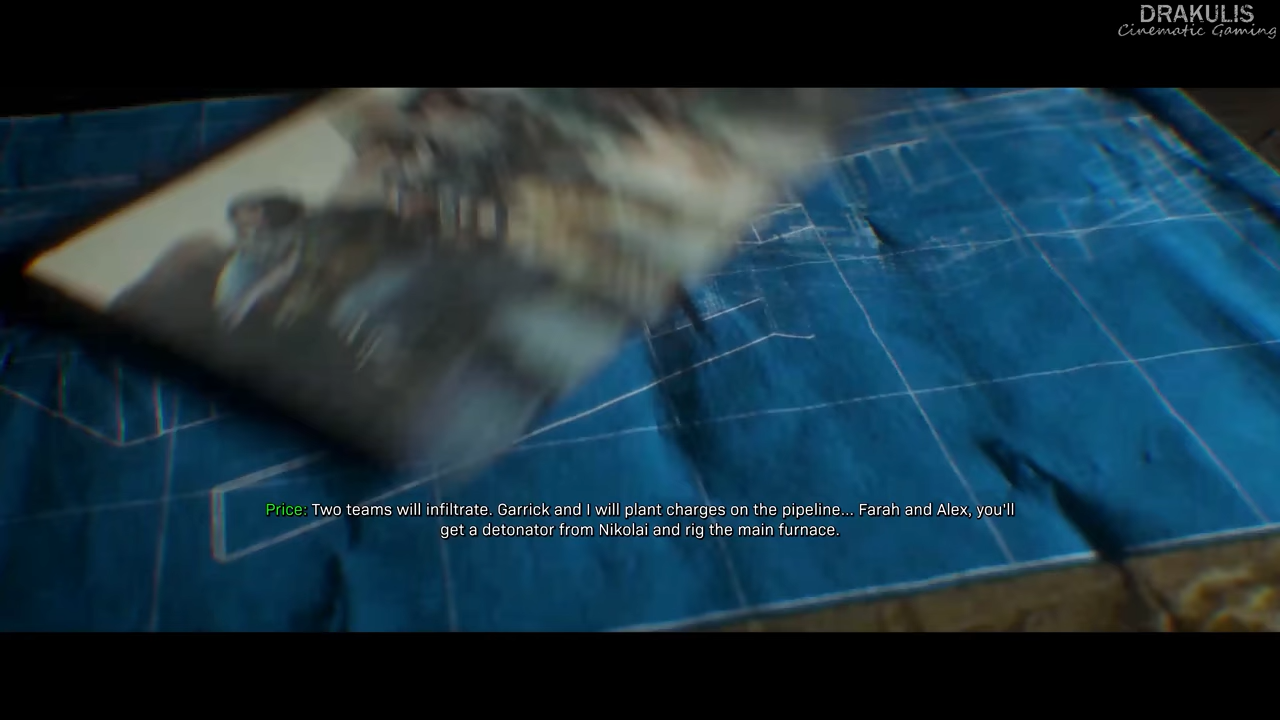 DRAKULIS
Cinematic Gaming
Price: Two teams will infiltrate. Garrick and I will plant charges on the pipeline... Farah and Alex, you'll
get a detonator from Nikolai and rig the main furnace.